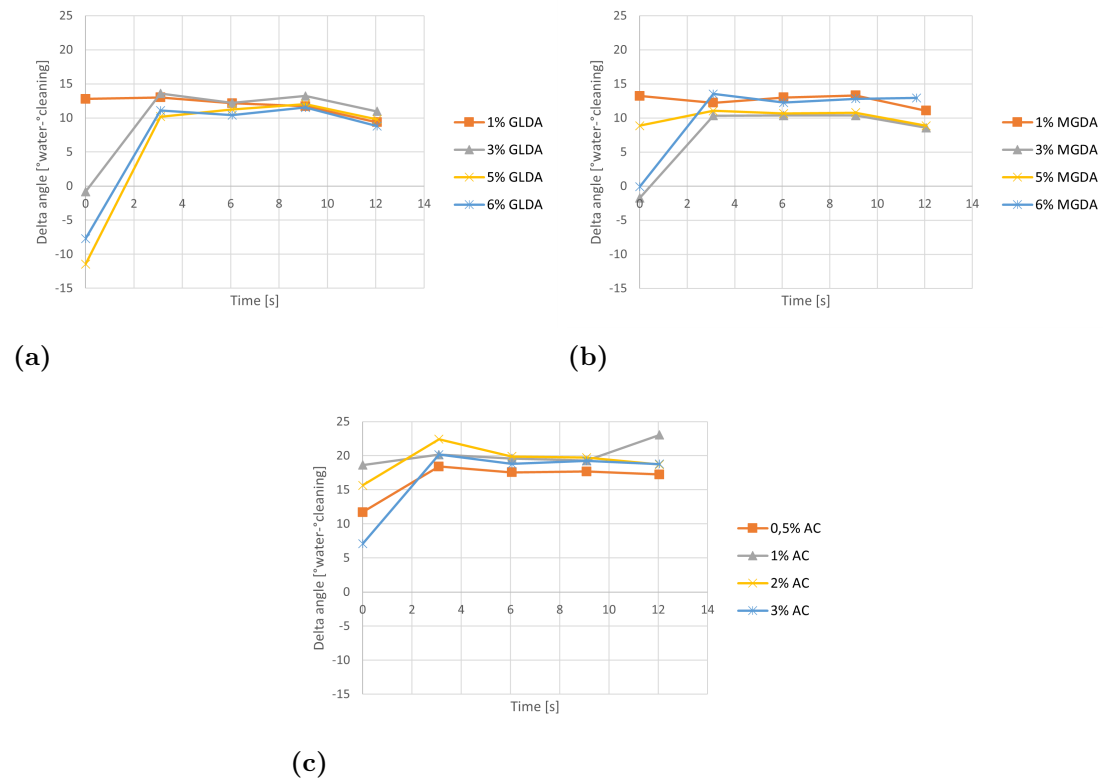 25
20
15
10
5
0
-5
-10
-15
0 2 4 6 8 10 12 14
Delta angle [°water-°cleaning]
Time [s]
1% GLDA
3% GLDA
5% GLDA
6% GLDA
(a)
25
20
15
10
5
0
-5
-10
-15
0 2 4 6 8 10 12 14
Delta angle [°water-°cleaning]
Time [s]
1% MGDA
3% MGDA
5% MGDA
6% MGDA
(b)
25
20
15
10
5
0
-5
-10
-15
0 2 4 6 8 10 12 14
Delta angle [°water-°cleaning]
Time [s]
0,5% AC
1% AC
2% AC
3% AC
(c)